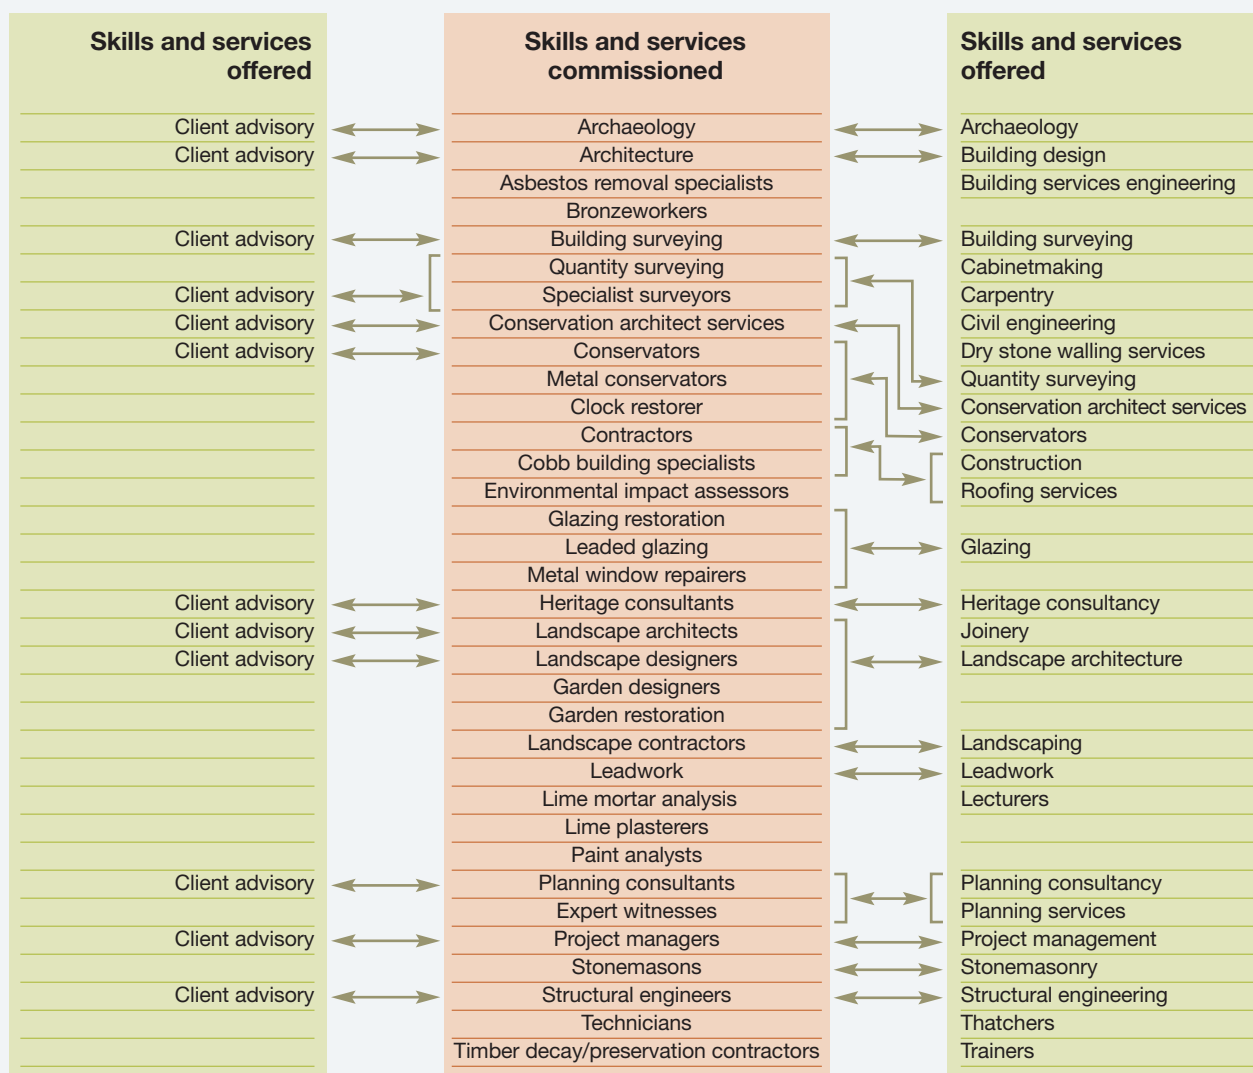 Skills and services
offered
Skills and services
commissioned
Skills and services
offered
Client advisory Archaeology Archaeology
Client advisory Architecture Building design
Asbestos removal specialists Building services engineering
Bronzeworkers
Client advisory Building surveying Building surveying
Quantity surveying Cabinetmaking
Client advisory Specialist surveyors Carpentry
Client advisory Conservation architect services Civil engineering
Client advisory Conservators Dry stone walling services
Metal conservators Quantity surveying
Clock restorer Conservation architect services
Contractors Conservators
Cobb building specialists Construction
Environmental impact assessors Roofing services
Glazing restoration
Leaded glazing Glazing
Metal window repairers
Client advisory Heritage consultants Heritage consultancy
Client advisory Landscape architects Joinery
Client advisory Landscape designers Landscape architecture
Garden designers
Garden restoration
Landscape contractors Landscaping
Leadwork Leadwork
Lime mortar analysis Lecturers
Lime plasterers
Paint analysts
Client advisory Planning consultants Planning consultancy
Expert witnesses Planning services
Client advisory Project managers Project management
Stonemasons Stonemasonry
Client advisory Structural engineers Structural engineering
Technicians Thatchers
Timber decay/preservation contractors Trainers